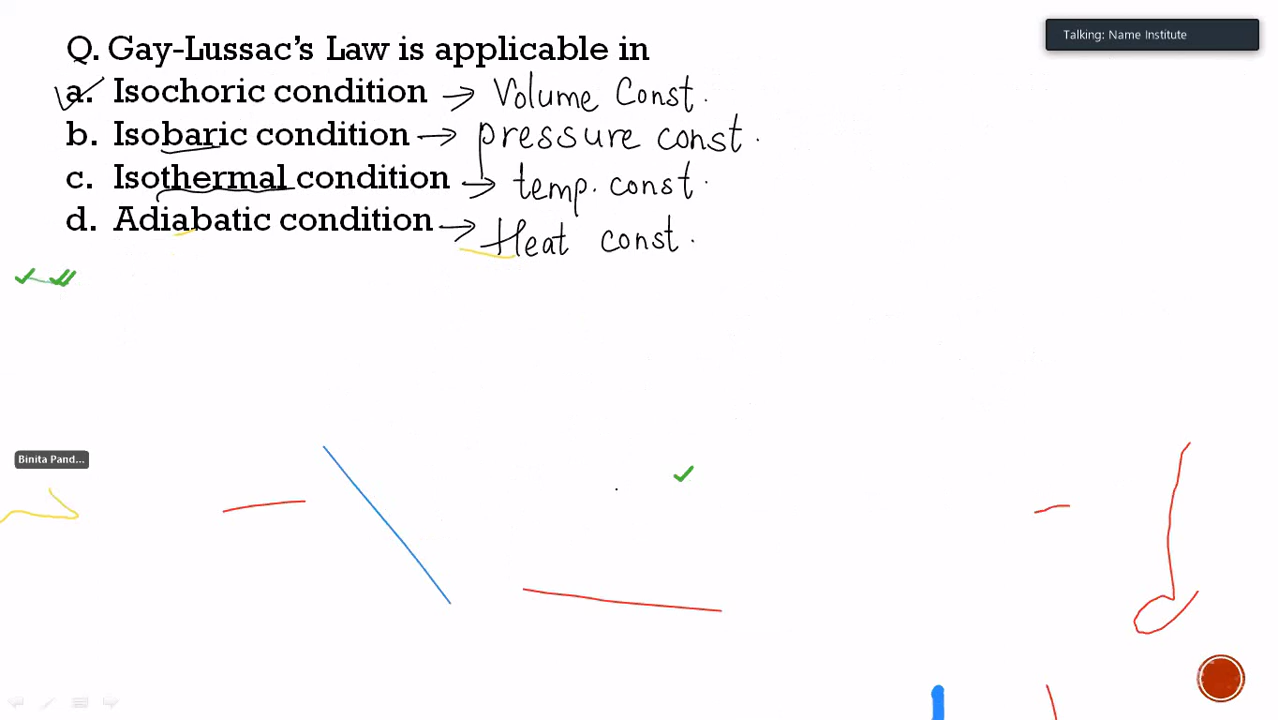 Q. Gay-Lussac's Law is applicable in
a. Isochoric condition → Volume Const.
b. Isobaric condition → pressure const.
c. Isothermal condition → temp. const.
d. Adiabatic condition → Heat const.
Talking: Name Institute
Binita Pand...